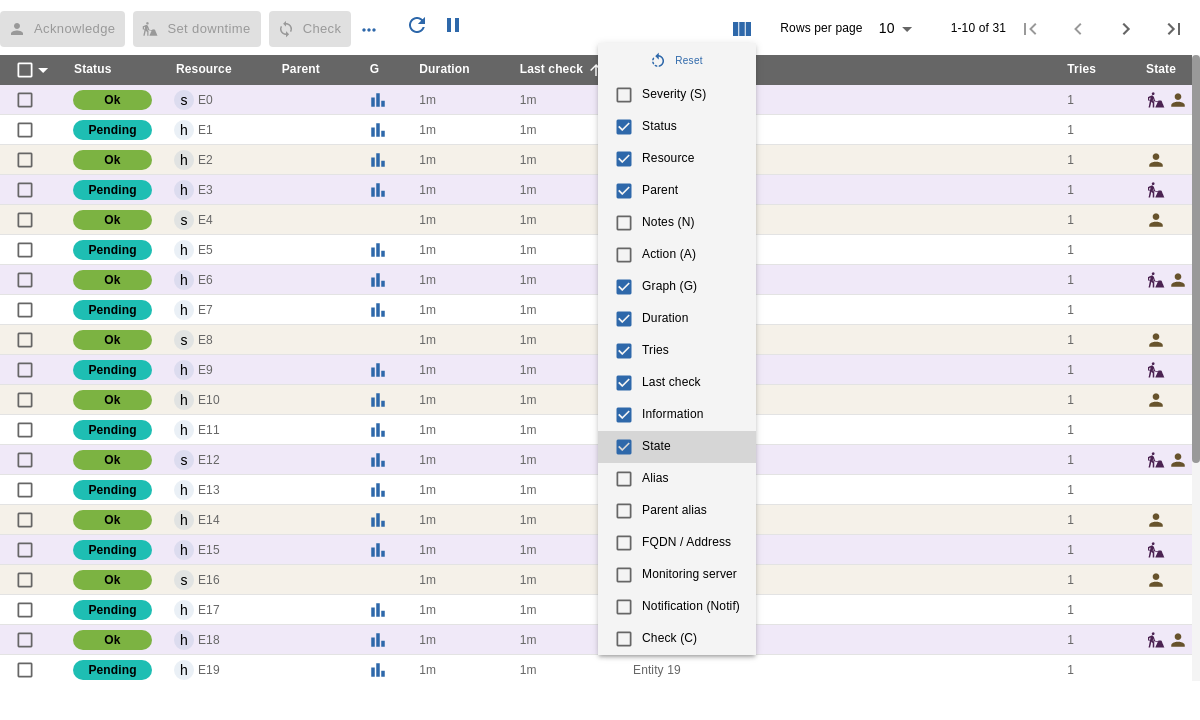 Acknowledge Set downtime Check Rows per page 10 1-10 of 31
Status Resource Parent G Duration Last check Tries State
Ok s E0 1m 1m 1
Pending h E1 1m 1m 1
Ok h E2 1m 1m 1
Pending h E3 1m 1m 1
Ok s E4 1m 1m 1
Pending h E5 1m 1m 1
Ok h E6 1m 1m 1
Pending h E7 1m 1m 1
Ok s E8 1m 1m 1
Pending h E9 1m 1m 1
Ok h E10 1m 1m 1
Pending h E11 1m 1m 1
Ok s E12 1m 1m 1
Pending h E13 1m 1m 1
Ok h E14 1m 1m 1
Pending h E15 1m 1m 1
Ok s E16 1m 1m 1
Pending h E17 1m 1m 1
Ok h E18 1m 1m 1
Pending h E19 1m 1m Entity 19 1
Reset
Severity (S)
Status
Resource
Parent
Notes (N)
Action (A)
Graph (G)
Duration
Tries
Last check
Information
State
Alias
Parent alias
FQDN / Address
Monitoring server
Notification (Notif)
Check (C)